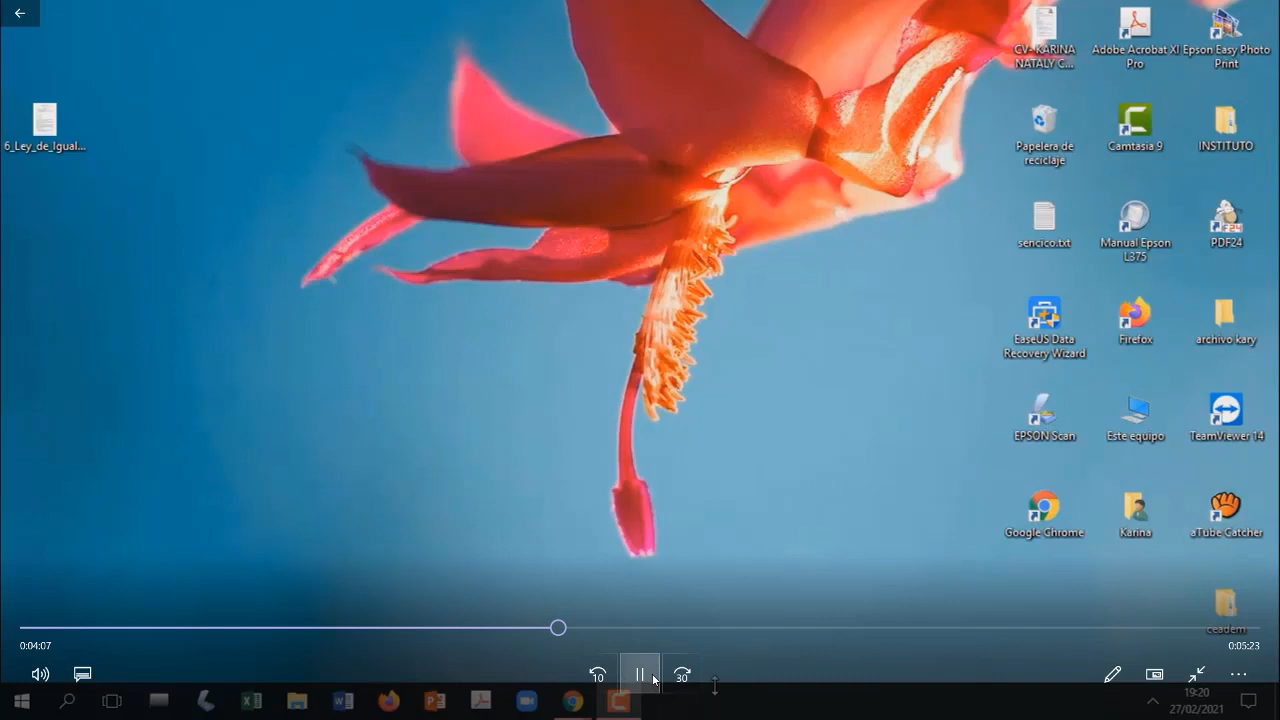 CV- KARINA
NATALY C...
Adobe Acrobat XI
Pro
Epson Easy Photo
Print
6_Ley_de_Igual...
Papelera de
reciclaje
Camtasia 9
INSTITUTO
sencico.txt
Manual Epson
L375
PDF24
EaseUS Data
Recovery Wizard
Firefox
archivo kary
EPSON Scan
Este equipo
TeamViewer 14
Google Chrome
Karina
aTube Catcher
ceadem
0:04:07
0:05:23
10
30
19:20
27/02/2021